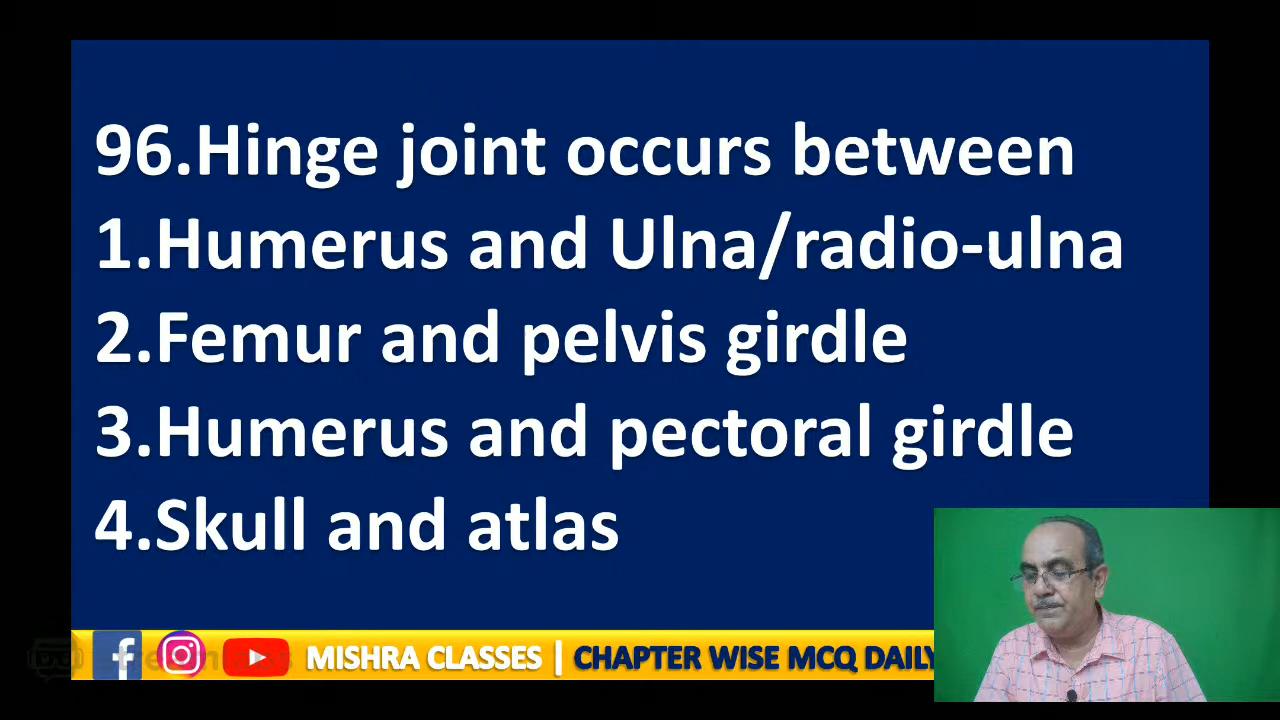 96.Hinge joint occurs between
1.Humerus and Ulna/radio-ulna
2.Femur and pelvis girdle
3.Humerus and pectoral girdle
4.Skull and atlas
MISHRA CLASSES | CHAPTER WISE MCQ DAILY